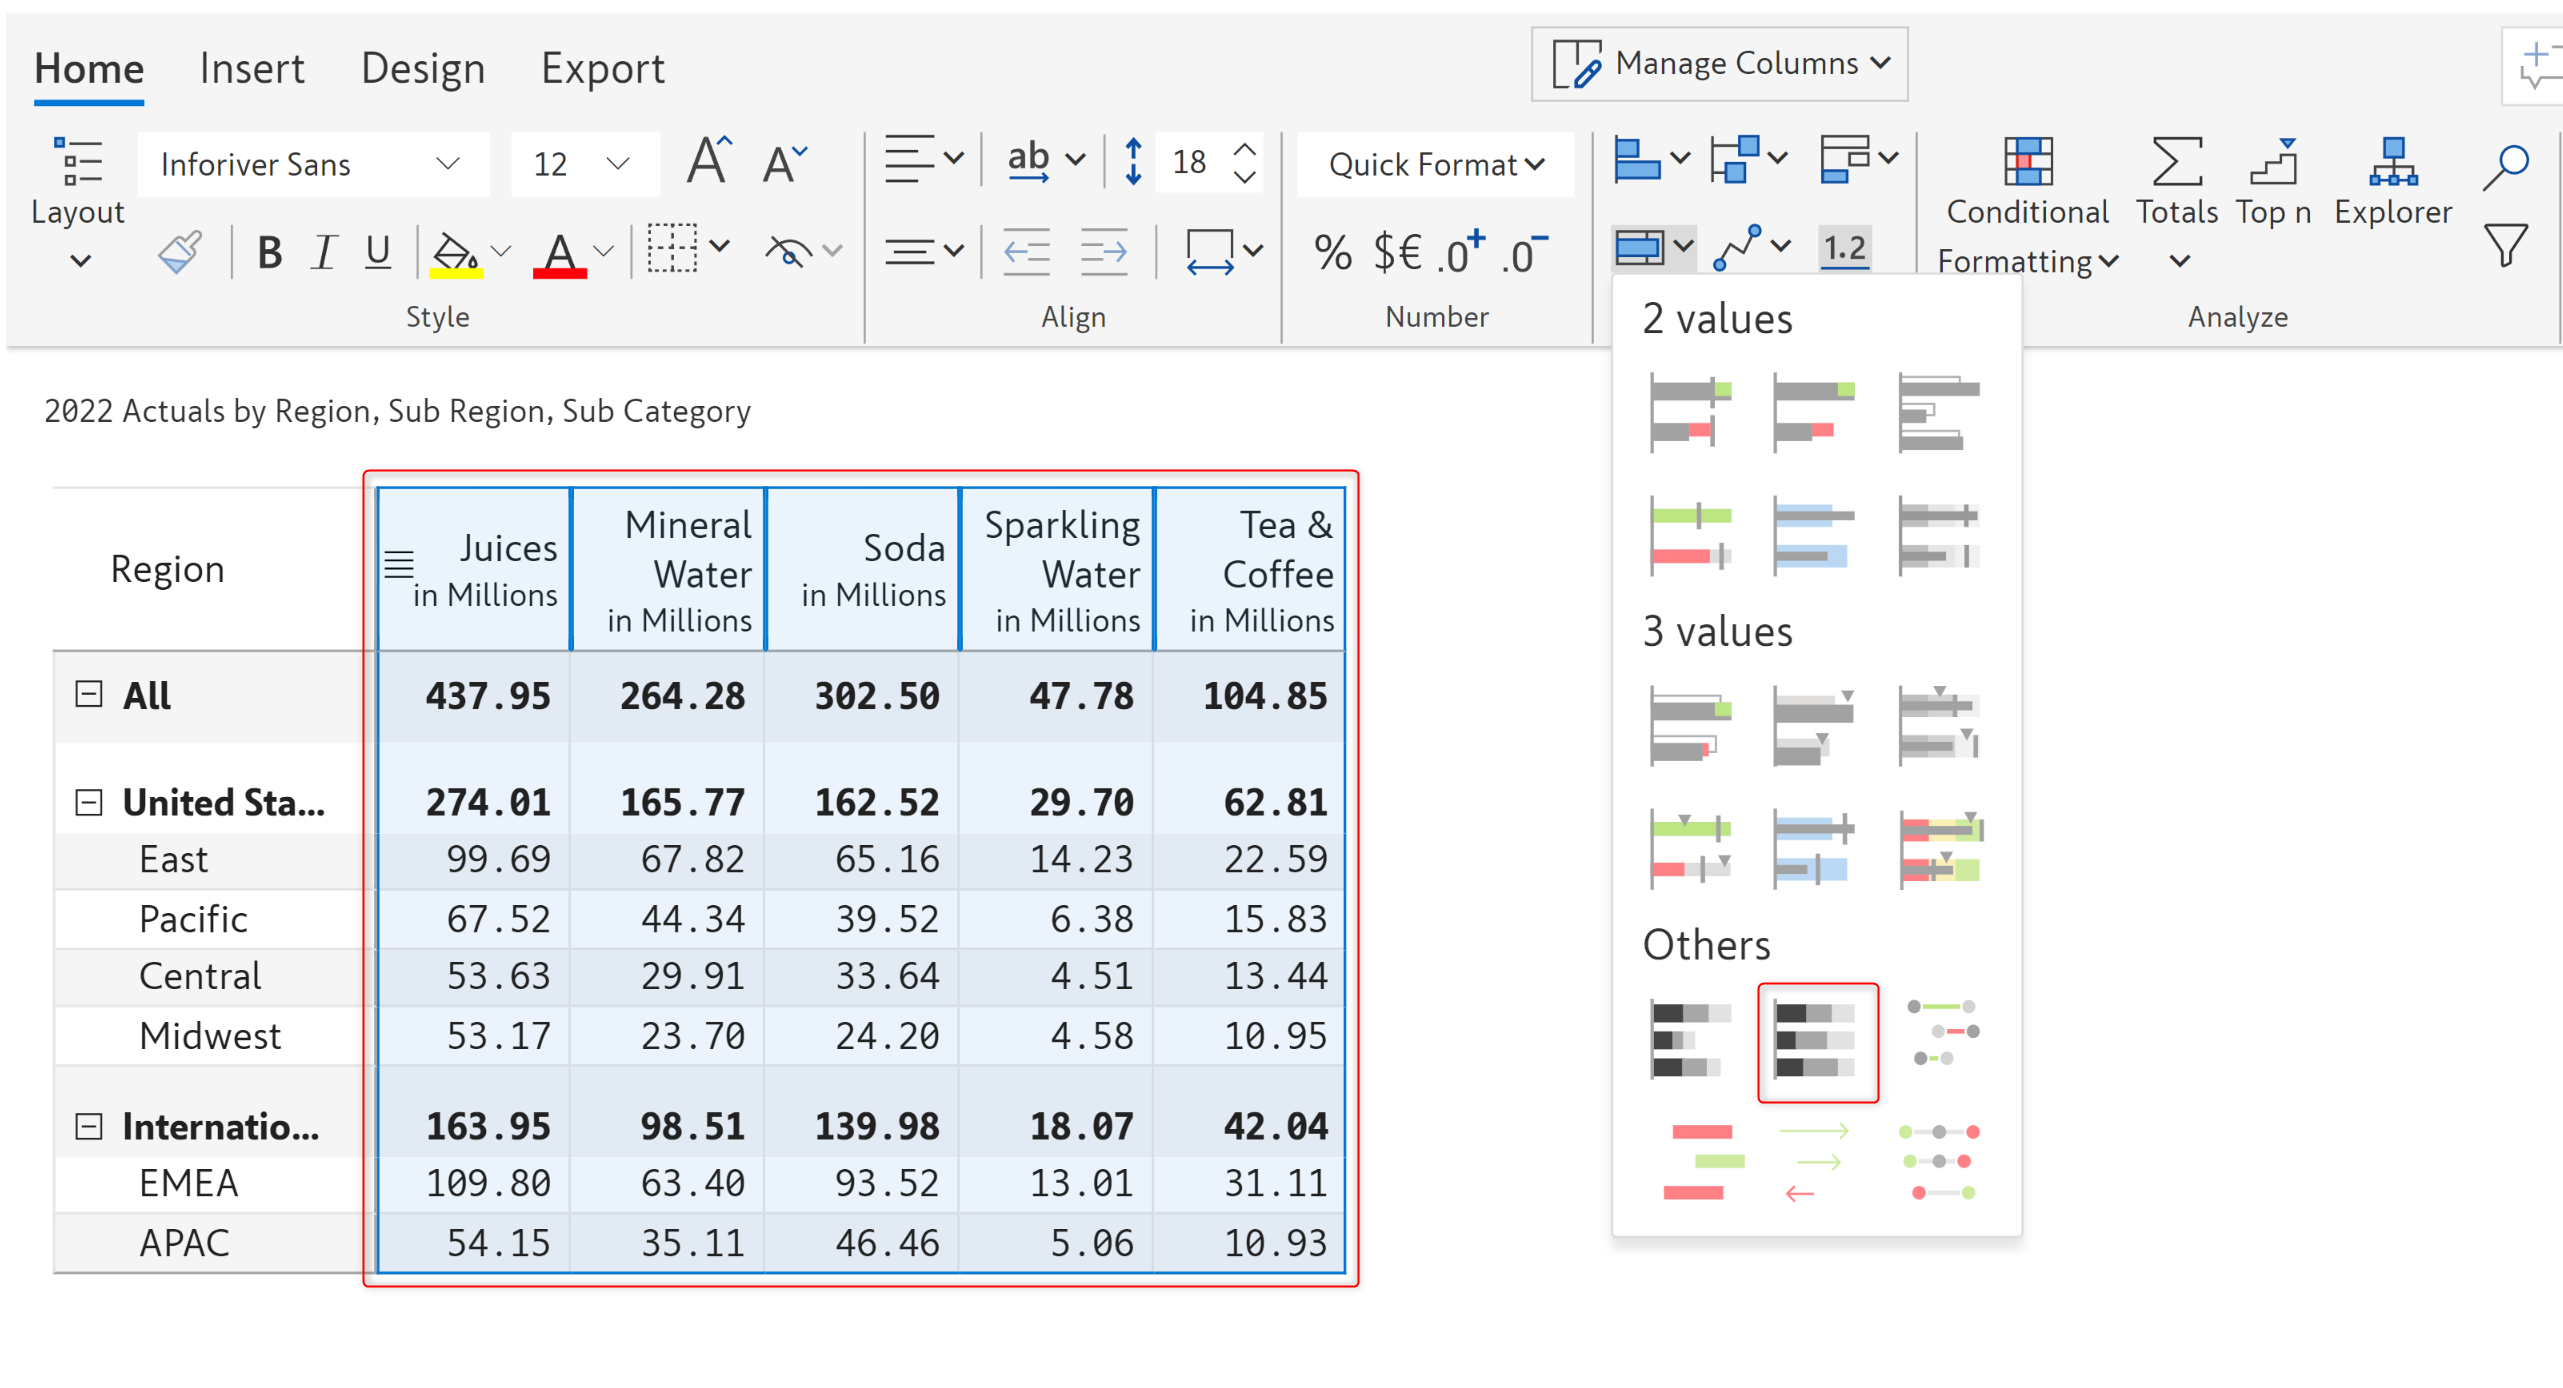 Home Insert Design Export Manage Columns
Inforiver Sans 12 A A ab 18 Quick Format
Layout Conditional Formatting Totals Top n Explorer
B I U A % $€ .0+ .0- 1.2
Style Align Number Analyze
2022 Actuals by Region, Sub Region, Sub Category
Region Juices in Millions Mineral Water in Millions Soda in Millions Sparkling Water in Millions Tea & Coffee in Millions
All 437.95 264.28 302.50 47.78 104.85
United Sta... 274.01 165.77 162.52 29.70 62.81
East 99.69 67.82 65.16 14.23 22.59
Pacific 67.52 44.34 39.52 6.38 15.83
Central 53.63 29.91 33.64 4.51 13.44
Midwest 53.17 23.70 24.20 4.58 10.95
Internatio... 163.95 98.51 139.98 18.07 42.04
EMEA 109.80 63.40 93.52 13.01 31.11
APAC 54.15 35.11 46.46 5.06 10.93
2 values
3 values
Others